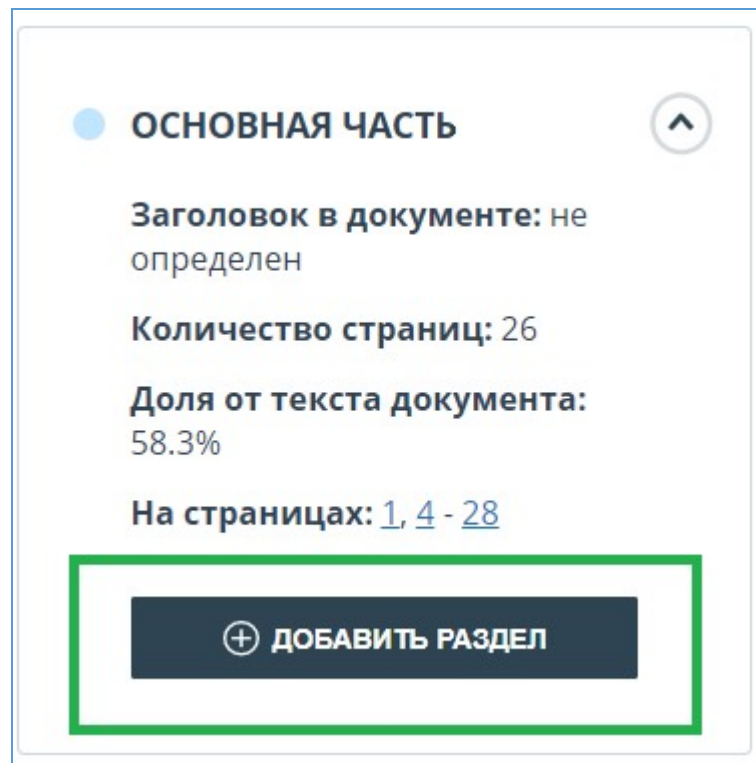 ОСНОВНАЯ ЧАСТЬ
Заголовок в документе: не
определен
Количество страниц: 26
Доля от текста документа:
58.3%
На страницах: 1, 4 - 28
ДОБАВИТЬ РАЗДЕЛ